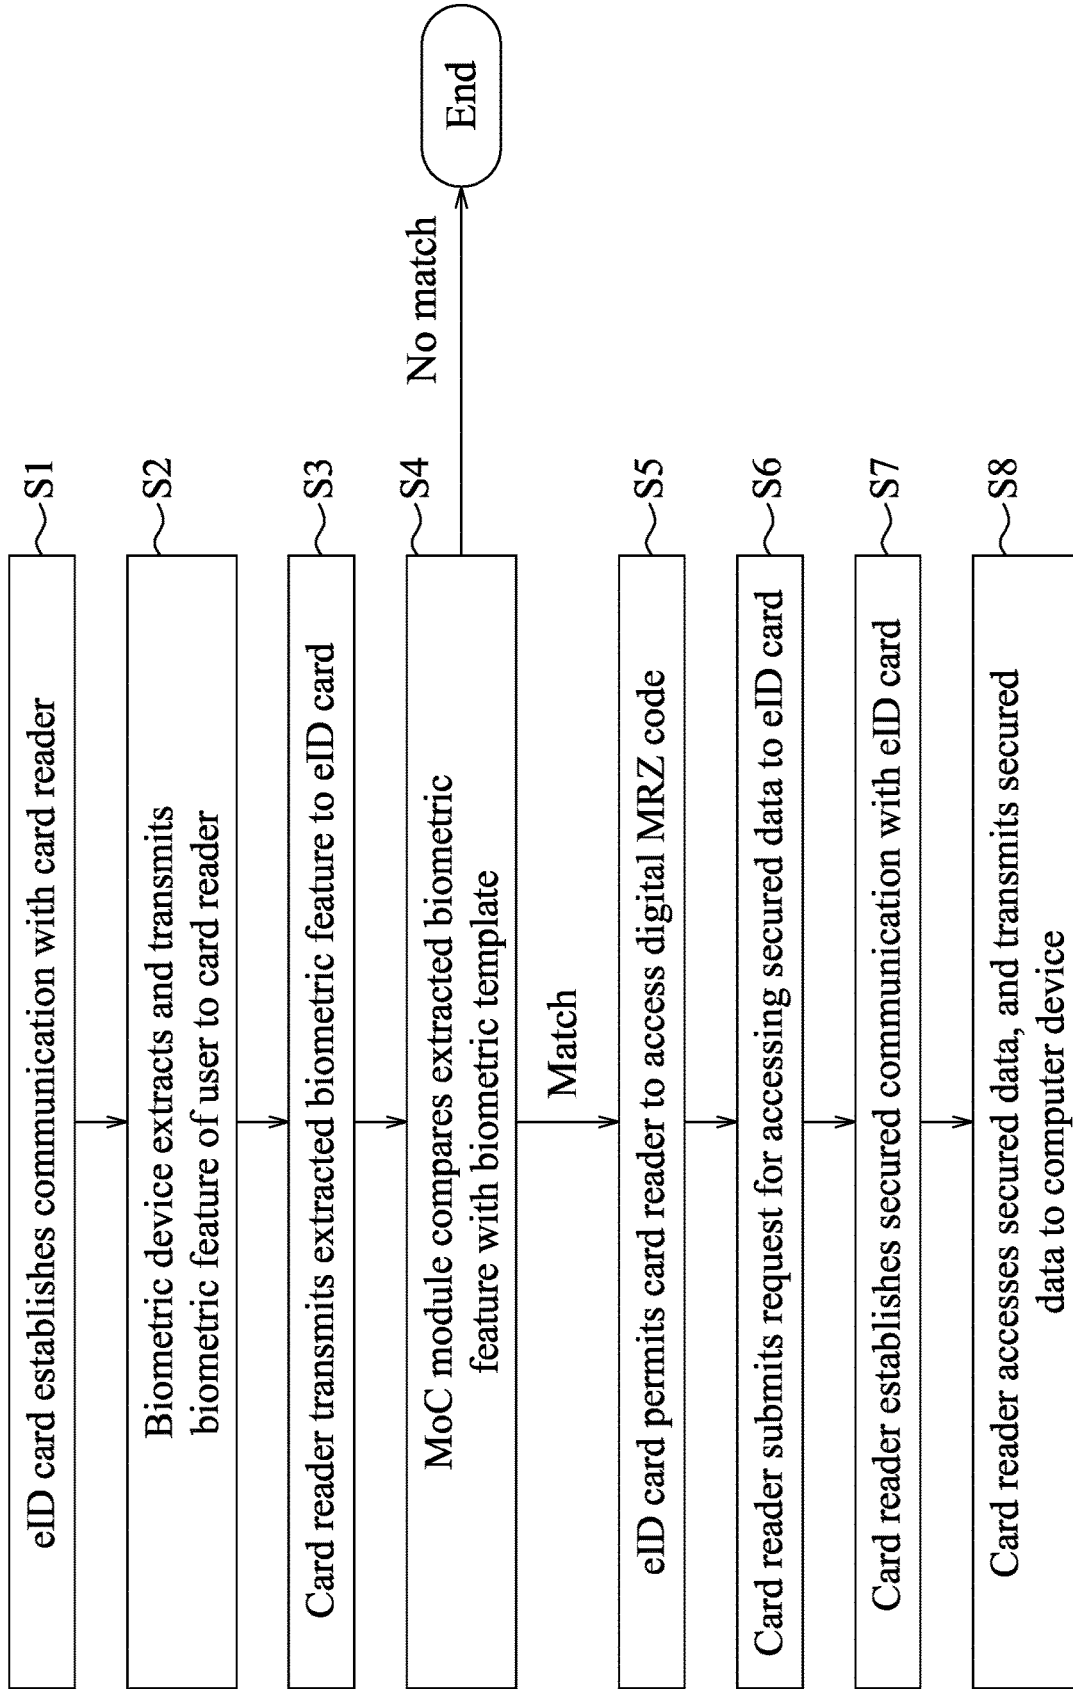 eID card establishes communication with card reader
S1
Biometric device extracts and transmits
biometric feature of user to card reader
S2
Card reader transmits extracted biometric feature to eID card
S3
MoC module compares extracted biometric
feature with biometric template
S4
No match
End
Match
eID card permits card reader to access digital MRZ code
S5
Card reader submits request for accessing secured data to eID card
S6
Card reader establishes secured communication with eID card
S7
Card reader accesses secured data, and transmits secured
data to computer device
S8